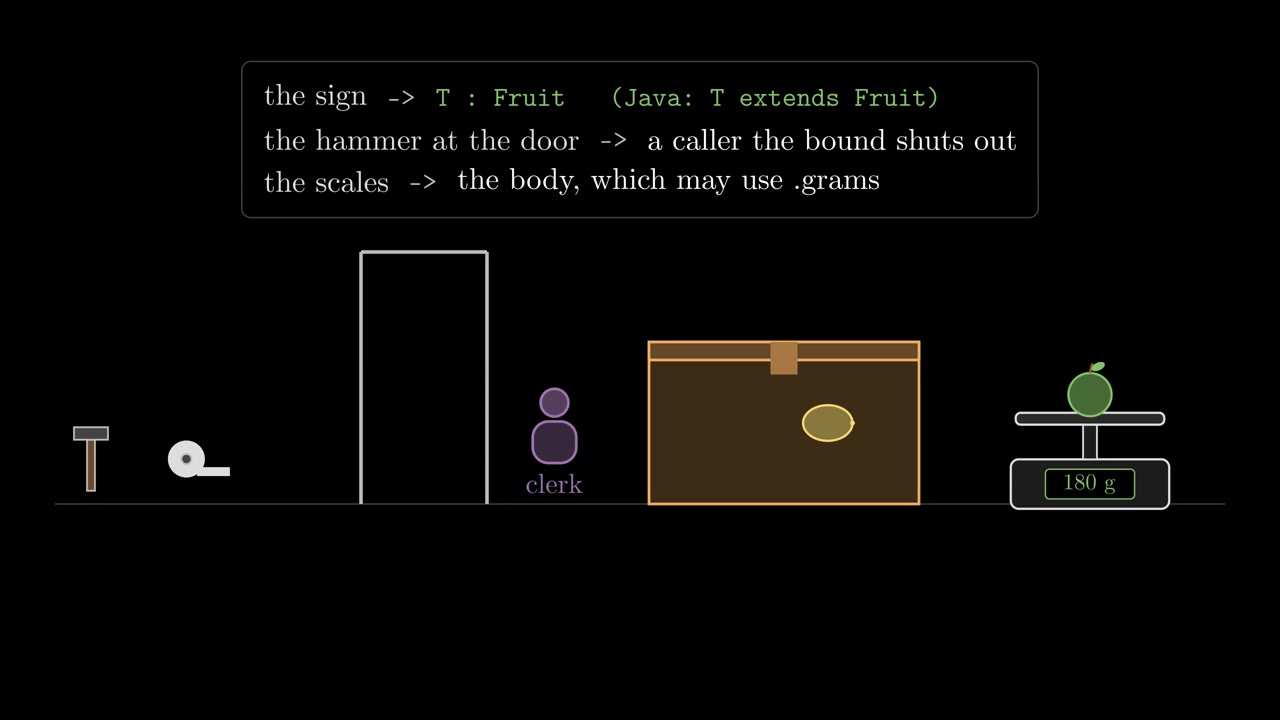 the sign -> T : Fruit (Java: T extends Fruit)
the hammer at the door -> a caller the bound shuts out
the scales -> the body, which may use .grams
clerk
180 g